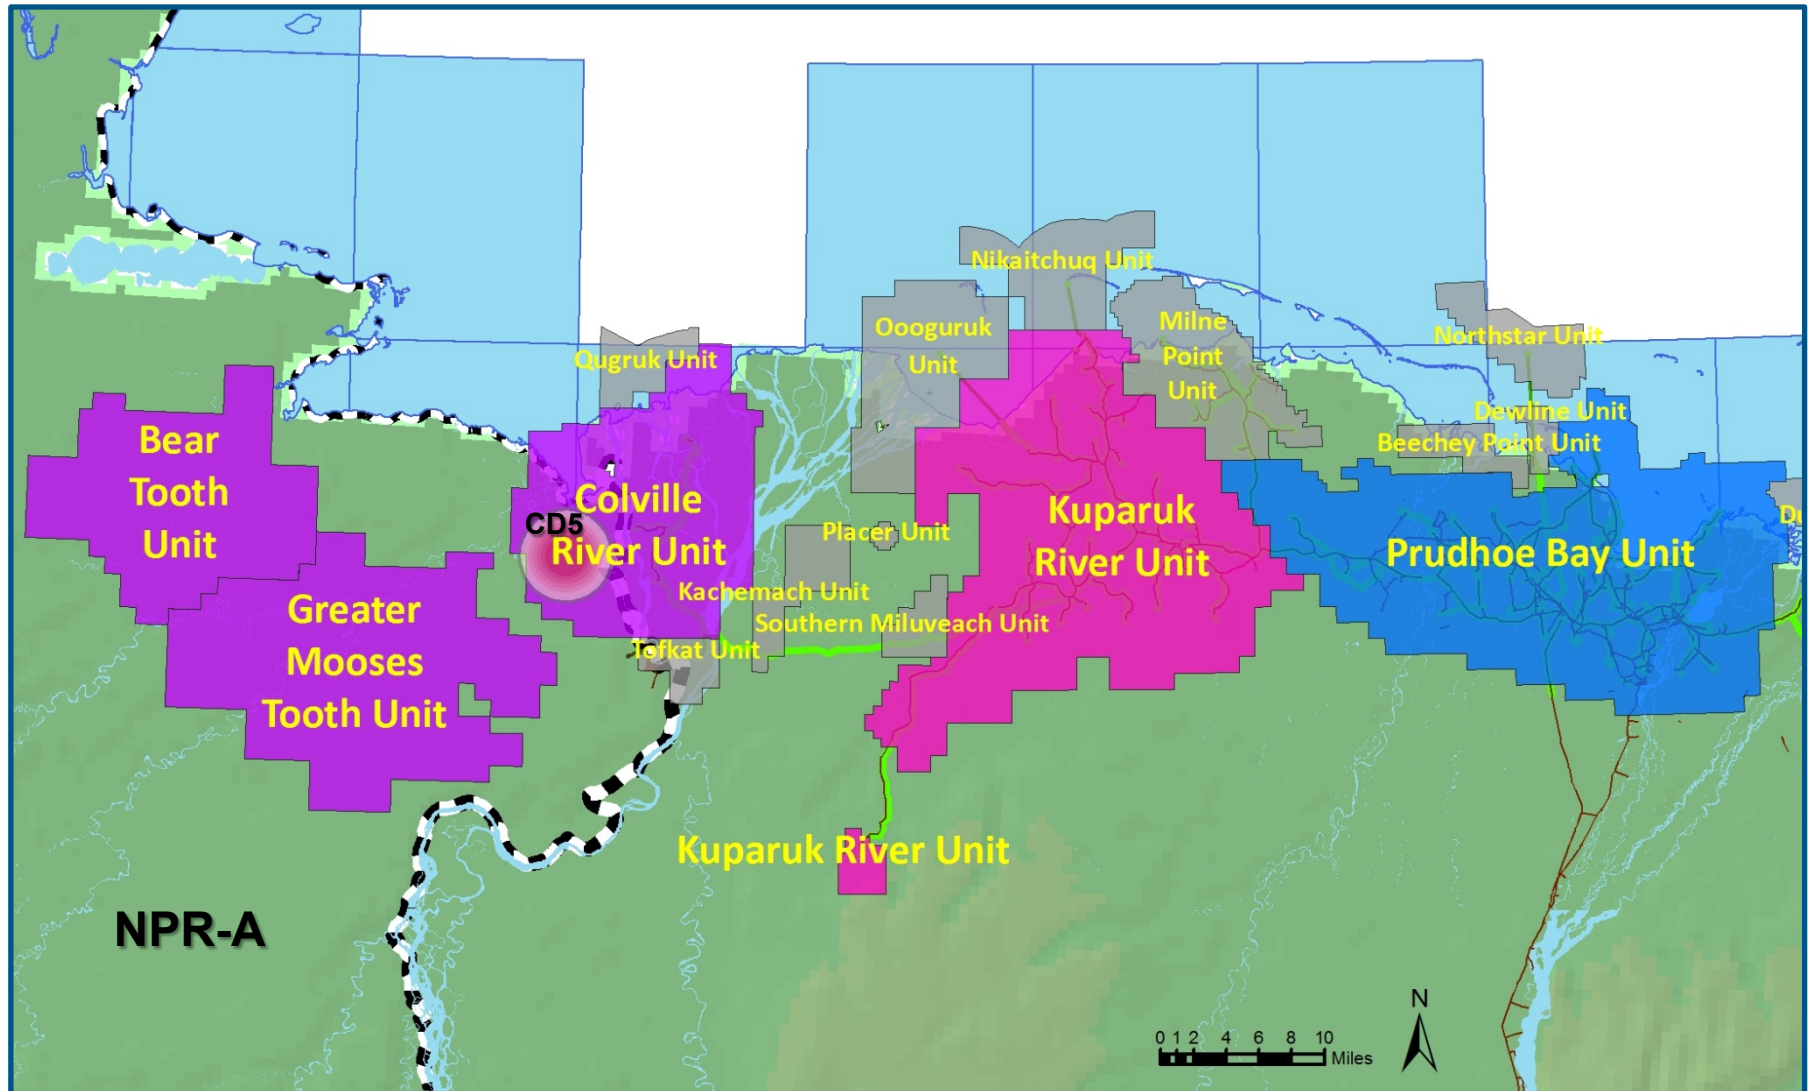 Nikaitchuq Unit
Oooguruk
Unit
Milne
Point
Unit
Northstar Unit
Qugruk Unit
Dewline Unit
Beechey Point Unit
Bear
Tooth
Unit
Colville
River Unit
CD5
Placer Unit
Kuparuk
River Unit
Prudhoe Bay Unit
Du
Kachemach Unit
Southern Miluveach Unit
Tofkat Unit
Greater
Mooses
Tooth Unit
Kuparuk River Unit
NPR-A
N
0 1 2 4 6 8 10
Miles